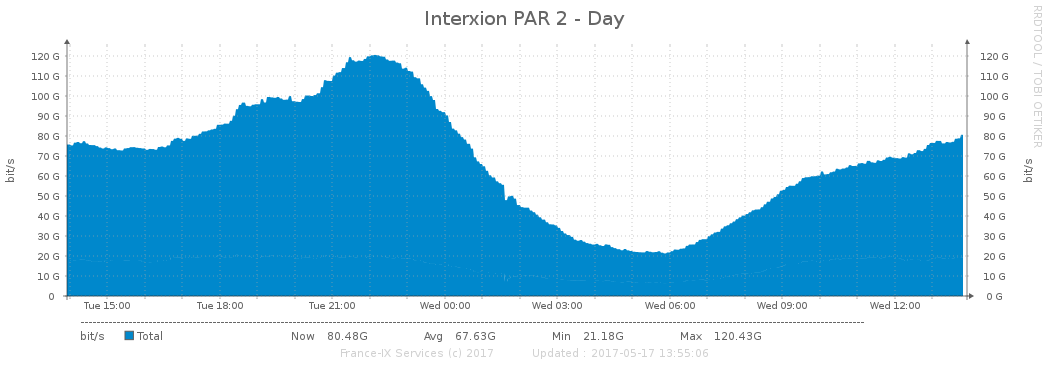 Interxion PAR 2 - Day
RRDTOOL / TOBI OETIKER
bit/s
120 G
110 G
100 G
90 G
80 G
70 G
60 G
50 G
40 G
30 G
20 G
10 G
0
120 G
110 G
100 G
90 G
80 G
70 G
60 G
50 G
40 G
30 G
20 G
10 G
0 G
bit/s
Tue 15:00 Tue 18:00 Tue 21:00 Wed 00:00 Wed 03:00 Wed 06:00 Wed 09:00 Wed 12:00
bit/s Total Now 80.48G Avg 67.63G Min 21.18G Max 120.43G
France-IX Services (c) 2017 Updated : 2017-05-17 13:55:06